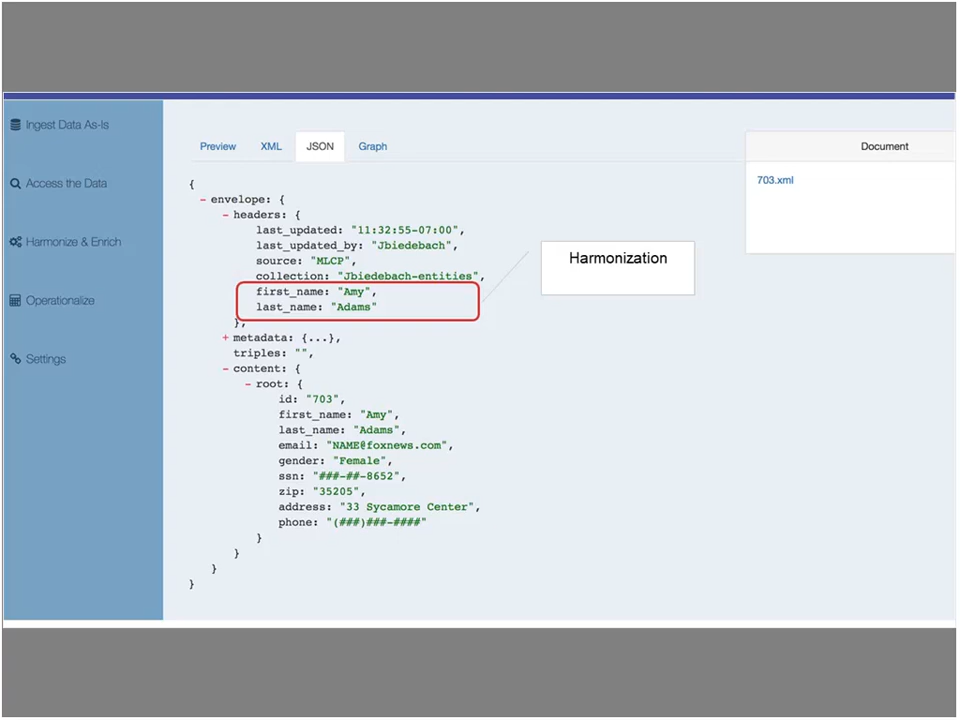 Ingest Data As-Is
Access the Data
Harmonize & Enrich
Operationalize
Settings
Preview XML JSON Graph
{
- envelope: {
- headers: {
last_updated: "11:32:55-07:00",
last_updated_by: "Jbiedebach",
source: "MLCP",
collection: "Jbiedebach-entities",
first_name: "Amy",
last_name: "Adams"
},
+ metadata: {...},
triples: "",
- content: {
- root: {
id: "703",
first_name: "Amy",
last_name: "Adams",
email: "NAME@foxnews.com",
gender: "Female",
ssn: "###-##-8652",
zip: "35205",
address: "33 Sycamore Center",
phone: "(###)###-####"
}
}
}
}
Harmonization
Document
703.xml